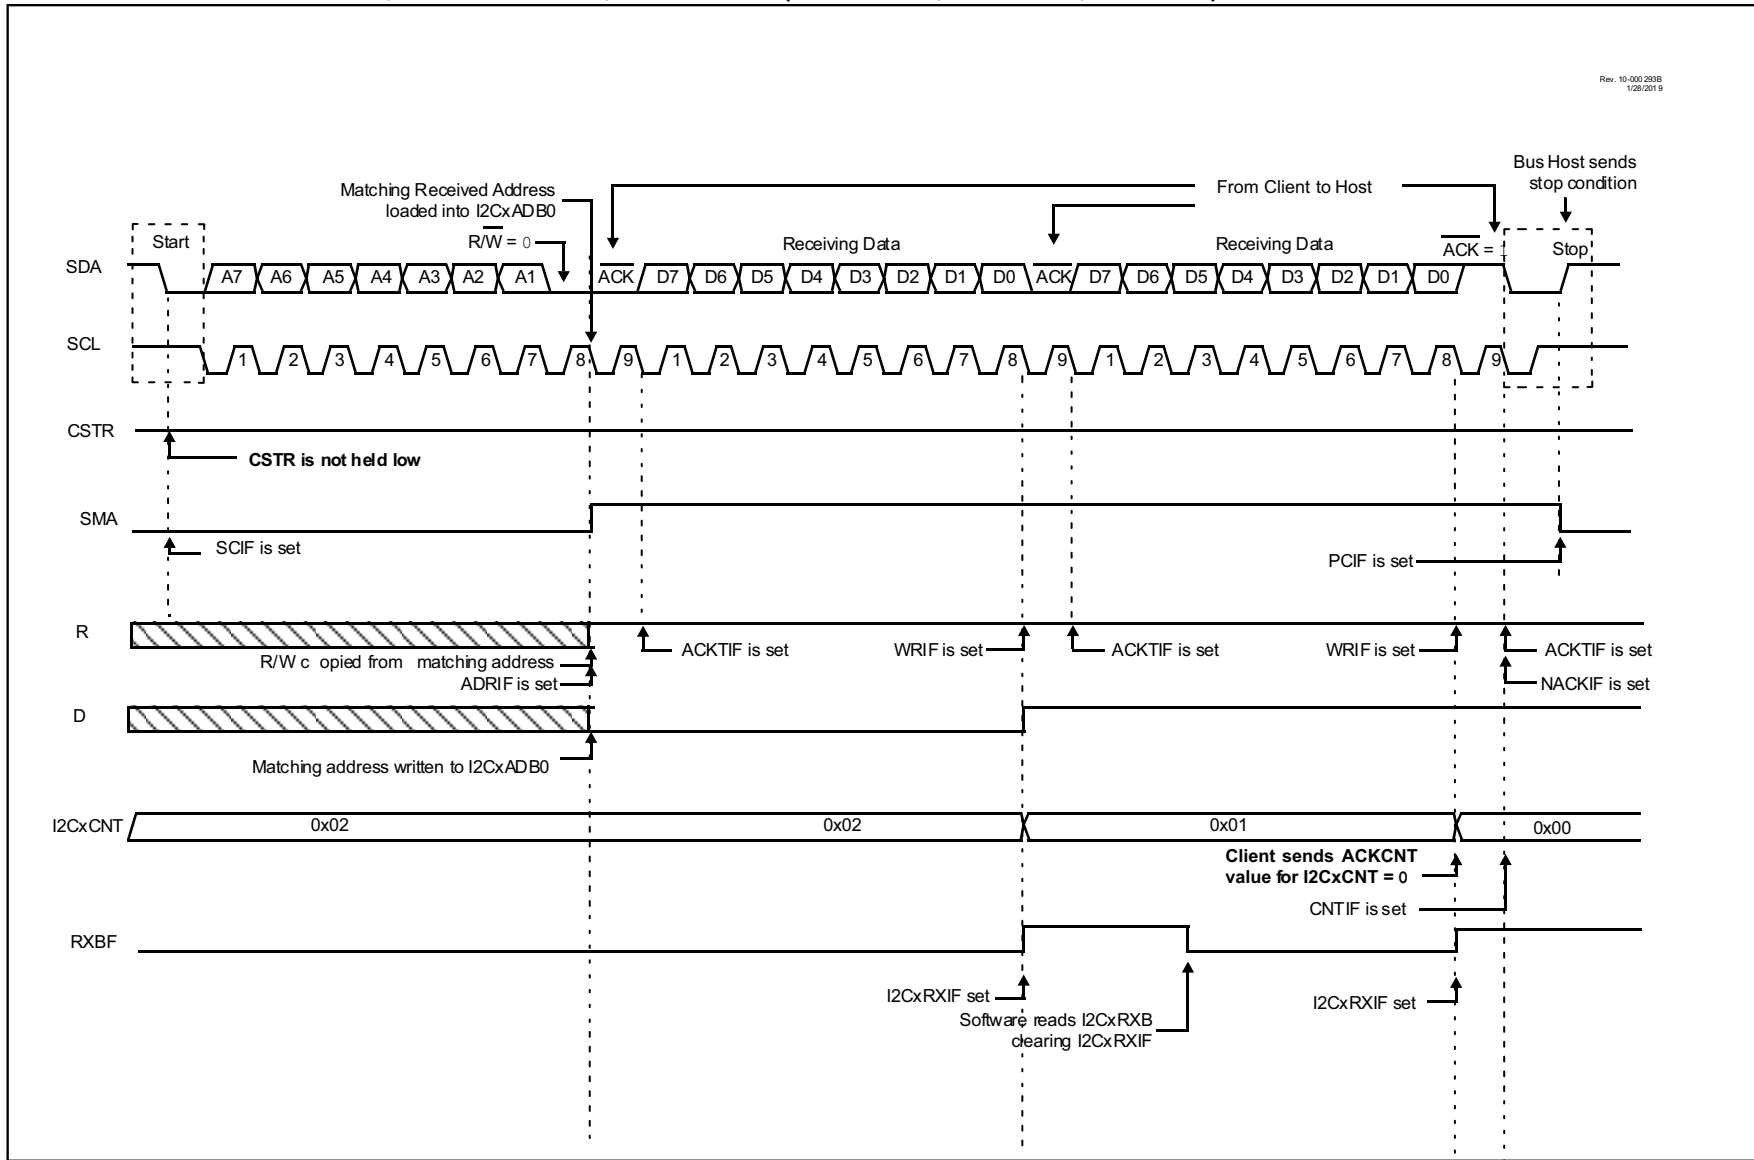 Rev. 10-000 293B
1/28/201 9
Bus Host sends
stop condition
Matching Received Address
loaded into I2CxADB0
From Client to Host
R/W = 0
Start
Receiving Data
Receiving Data
ACK = 1
Stop
SDA
A7 A6 A5 A4 A3 A2 A1 ACK D7 D6 D5 D4 D3 D2 D1 D0 ACK D7 D6 D5 D4 D3 D2 D1 D0
SCL
1 2 3 4 5 6 7 8 9 1 2 3 4 5 6 7 8 9 1 2 3 4 5 6 7 8 9
CSTR
CSTR is not held low
SMA
SCIF is set
PCIF is set
R
ACKTIF is set
WRIF is set
ACKTIF is set
WRIF is set
ACKTIF is set
R/W c opied from matching address
ADRIF is set
NACKIF is set
D
Matching address written to I2CxADB0
I2CxCNT
0x02
0x02
0x01
0x00
Client sends ACKCNT
value for I2CxCNT = 0
CNTIF is set
RXBF
I2CxRXIF set
I2CxRXIF set
Software reads I2CxRXB
clearing I2CxRXIF